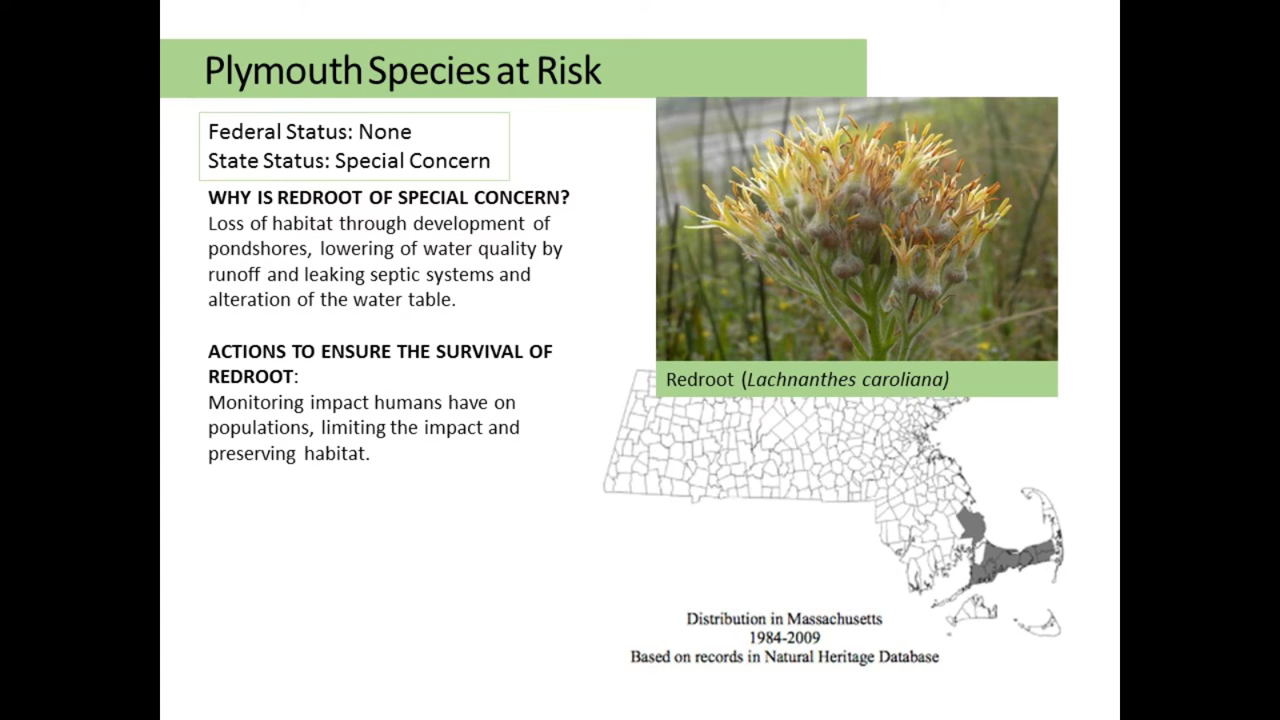 Plymouth Species at Risk
Federal Status: None
State Status: Special Concern
WHY IS REDROOT OF SPECIAL CONCERN?
Loss of habitat through development of
pondshores, lowering of water quality by
runoff and leaking septic systems and
alteration of the water table.
ACTIONS TO ENSURE THE SURVIVAL OF
REDROOT:
Monitoring impact humans have on
populations, limiting the impact and
preserving habitat.
Redroot (Lachnanthes caroliana)
Distribution in Massachusetts
1984-2009
Based on records in Natural Heritage Database